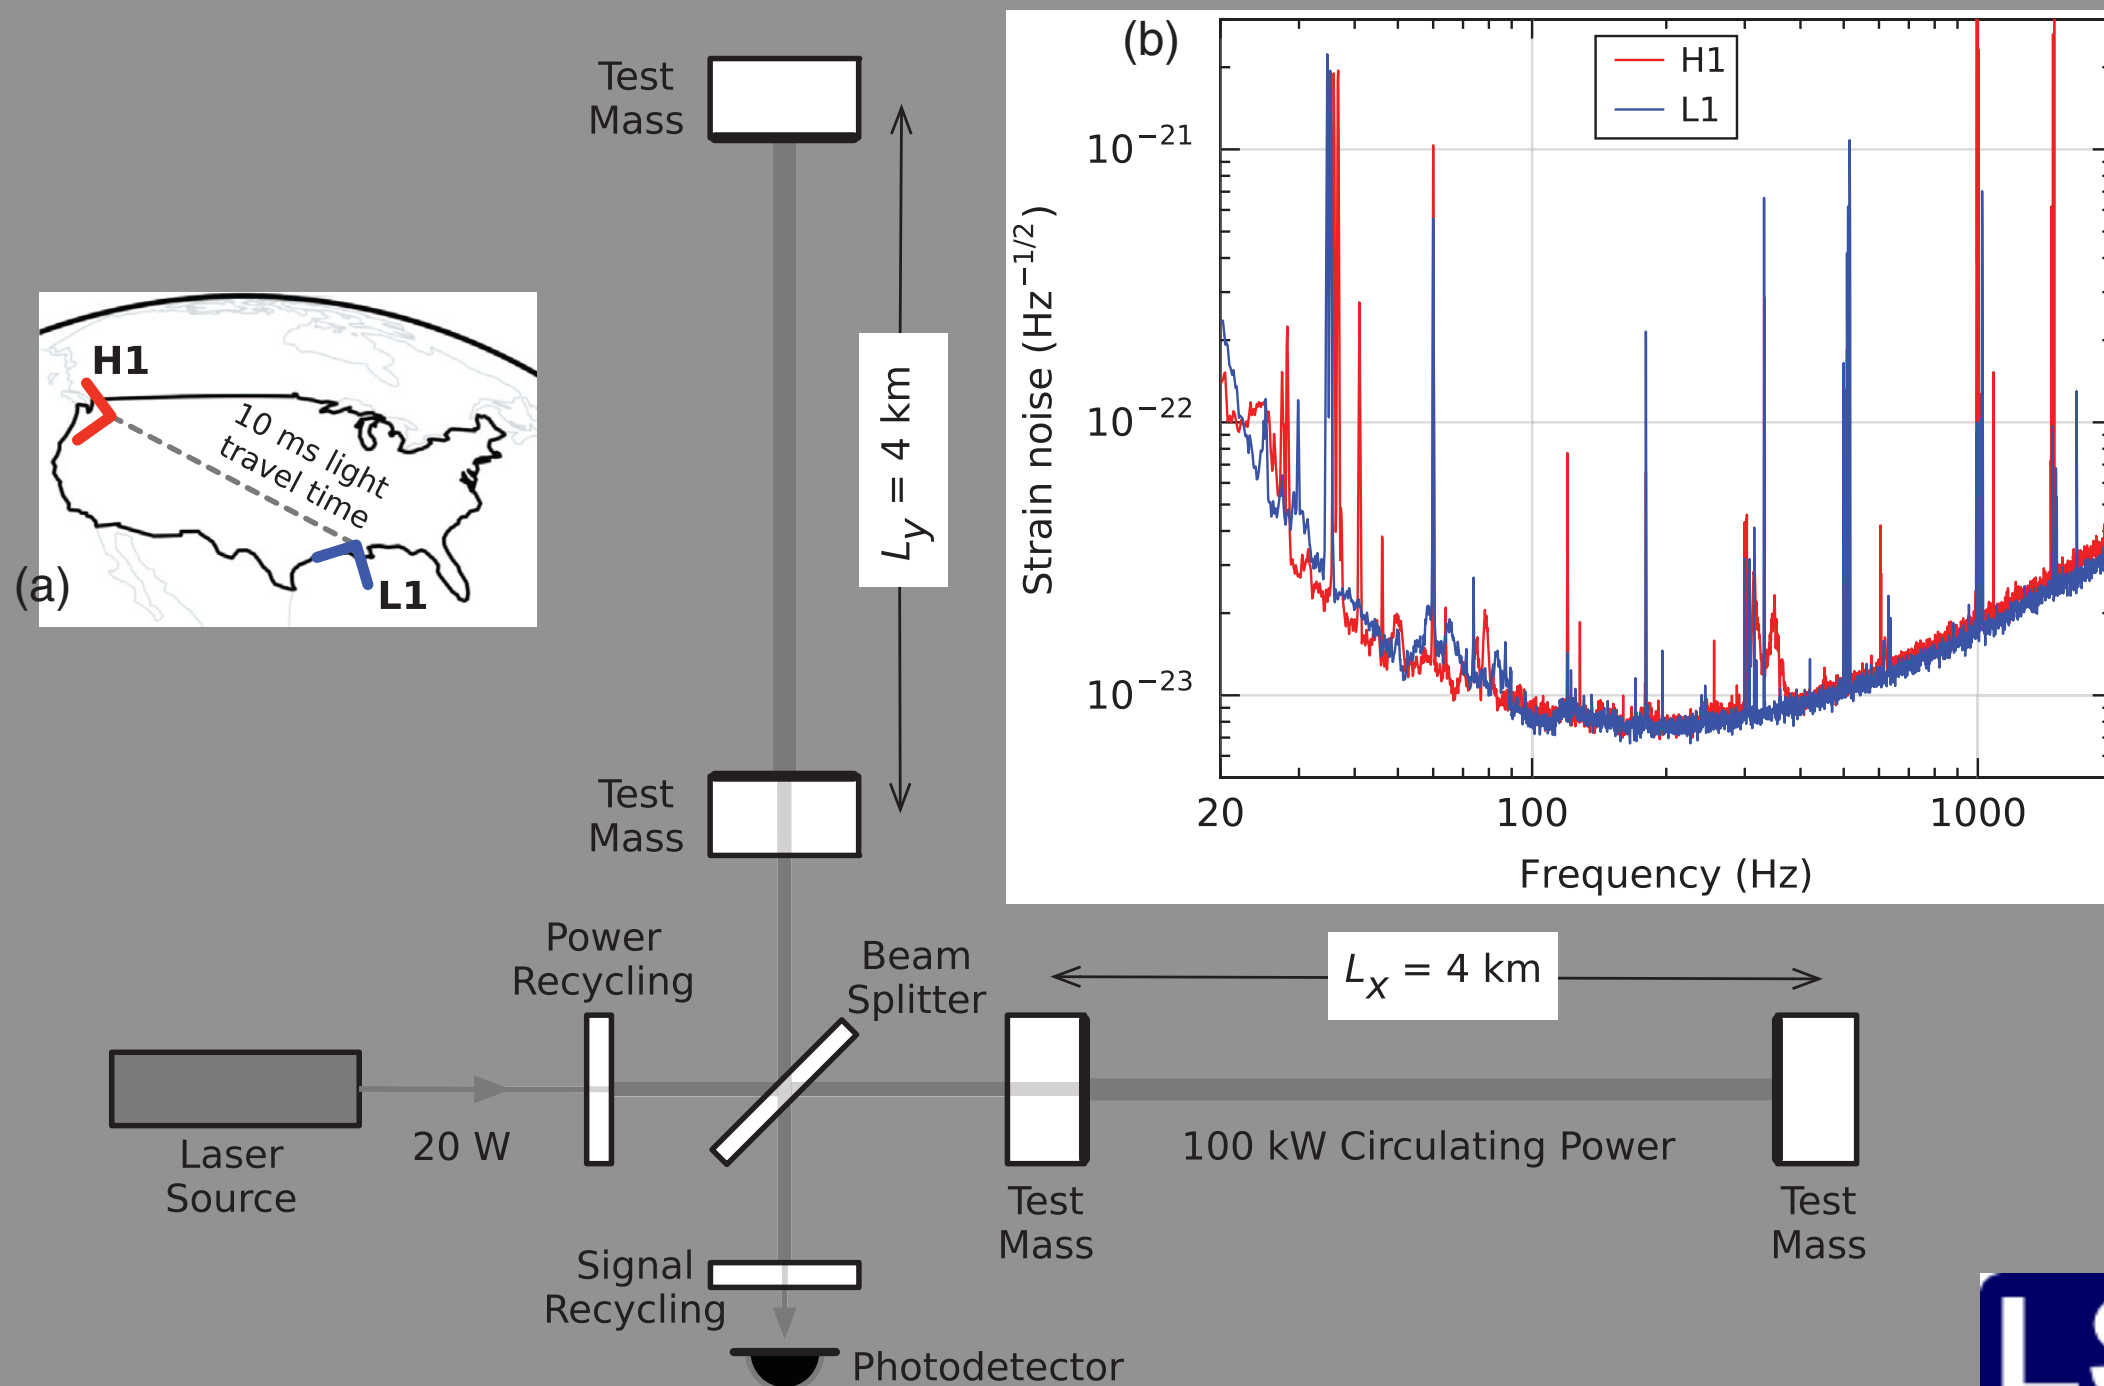 Test
Mass
(b)
H1
L1
10−21
10−22
10−23
Strain noise (Hz−1/2)
20
100
1000
Frequency (Hz)
H1
10 ms light
travel time
L1
(a)
Ly = 4 km
Test
Mass
Power
Recycling
Beam
Splitter
Lx = 4 km
Laser
Source
20 W
100 kW Circulating Power
Test
Mass
Test
Mass
Signal
Recycling
Photodetector
LS